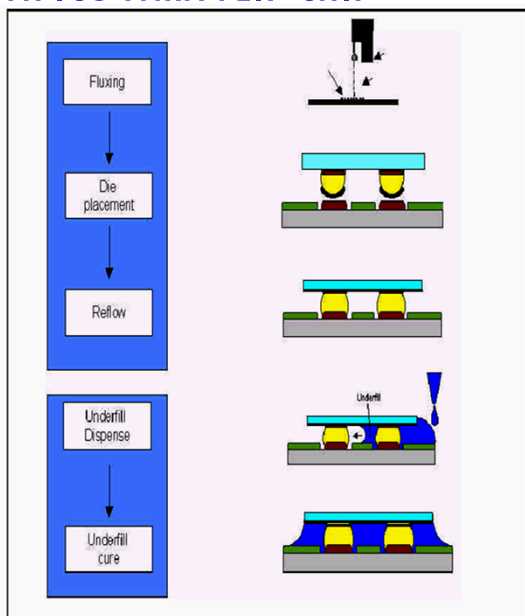 Fluxing
Die
placement
Reflow
Underfill
Underfill
Dispense
Underfill
cure